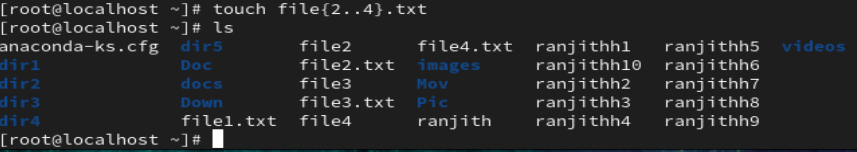 [root@localhost ~]# touch file{2..4}.txt
[root@localhost ~]# ls
anaconda-ks.cfg  dir5       file2      file4.txt  ranjithh1   ranjithh5  videos
dir1             Doc        file2.txt  images     ranjithh10  ranjithh6
dir2             docs       file3      Mov        ranjithh2   ranjithh7
dir3             Down       file3.txt  Pic        ranjithh3   ranjithh8
dir4             file1.txt  file4      ranjith    ranjithh4   ranjithh9
[root@localhost ~]#